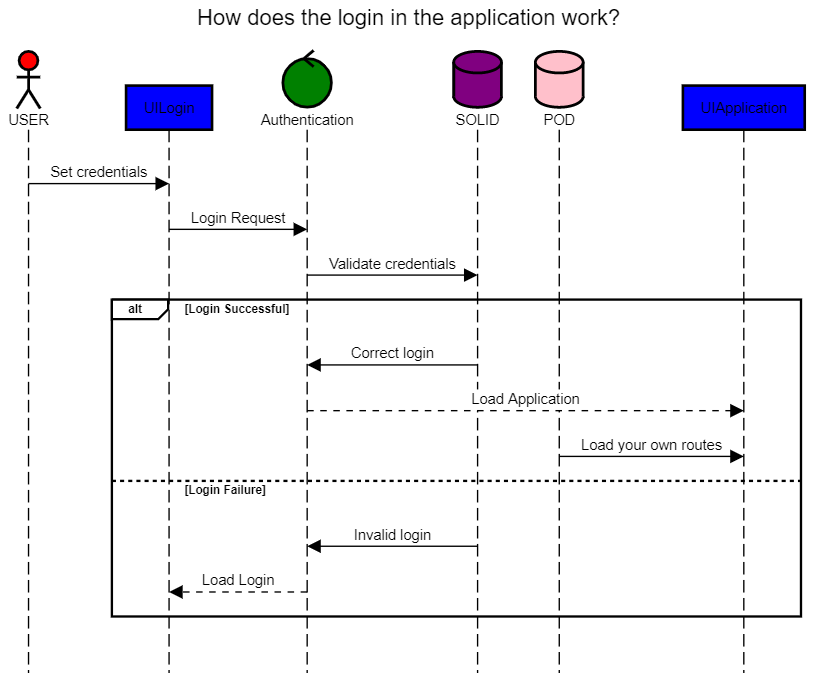 How does the login in the application work?
USER
UILogin
Authentication
SOLID
POD
UIApplication
Set credentials
Login Request
Validate credentials
alt
[Login Successful]
Correct login
Load Application
Load your own routes
[Login Failure]
Invalid login
Load Login